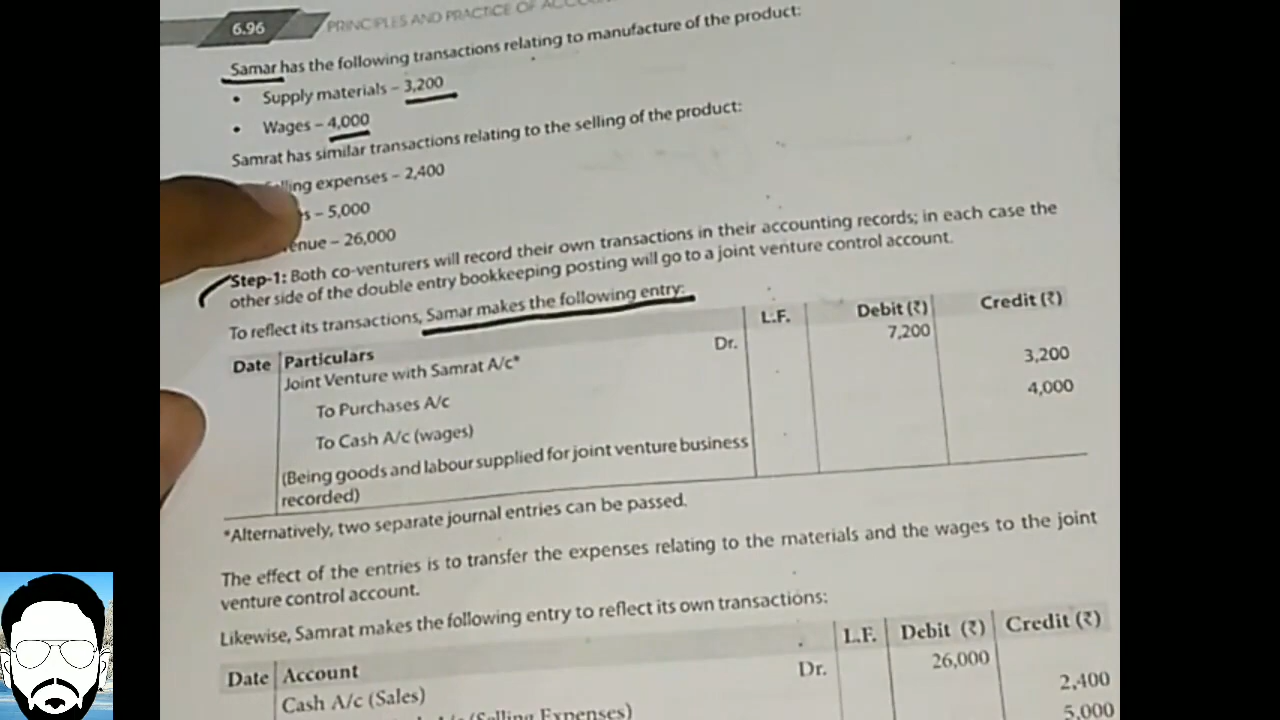 6.96 PRINCIPLES AND PRACTICE OF
Samar has the following transactions relating to manufacture of the product:
• Supply materials – 3,200
• Wages – 4,000
Samrat has similar transactions relating to the selling of the product:
expenses – 2,400
– 5,000
– 26,000
Step-1: Both co-venturers will record their own transactions in their accounting records; in each case the
other side of the double entry bookkeeping posting will go to a joint venture control account.
To reflect its transactions, Samar makes the following entry:
Date Particulars L.F. Debit (₹) Credit (₹)
Joint Venture with Samrat A/c* Dr. 7,200
To Purchases A/c 3,200
To Cash A/c (wages) 4,000
(Being goods and labour supplied for joint venture business
recorded)
*Alternatively, two separate journal entries can be passed.
The effect of the entries is to transfer the expenses relating to the materials and the wages to the joint
venture control account.
Likewise, Samrat makes the following entry to reflect its own transactions:
Date Account L.F. Debit (₹) Credit (₹)
Cash A/c (Sales) Dr. 26,000
(Selling Expenses) 2,400
5,000